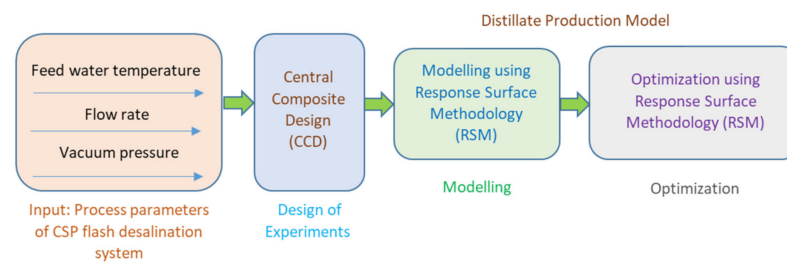 Distillate Production Model
Feed water temperature
Flow rate
Vacuum pressure
Input: Process parameters
of CSP flash desalination
system
Central
Composite
Design
(CCD)
Design of
Experiments
Modelling using
Response Surface
Methodology
(RSM)
Modelling
Optimization using
Response Surface
Methodology (RSM)
Optimization